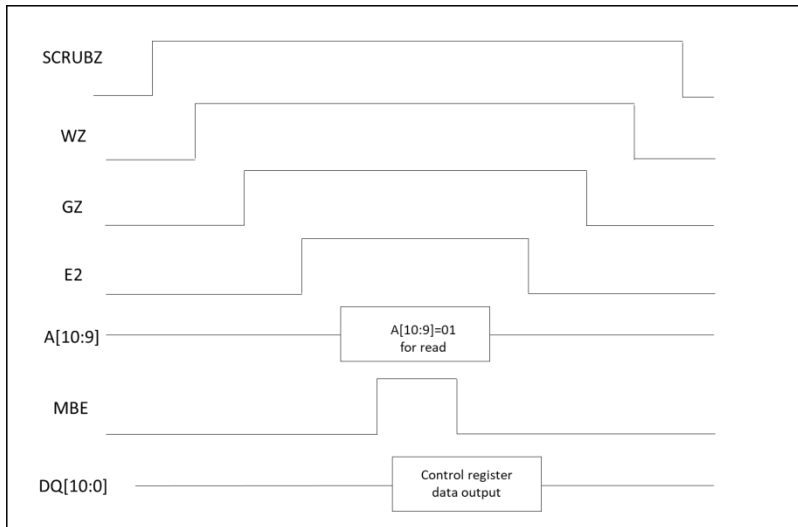 SCRUBZ
WZ
GZ
E2
A[10:9]
A[10:9]=01
for read
MBE
DQ[10:0]
Control register
data output